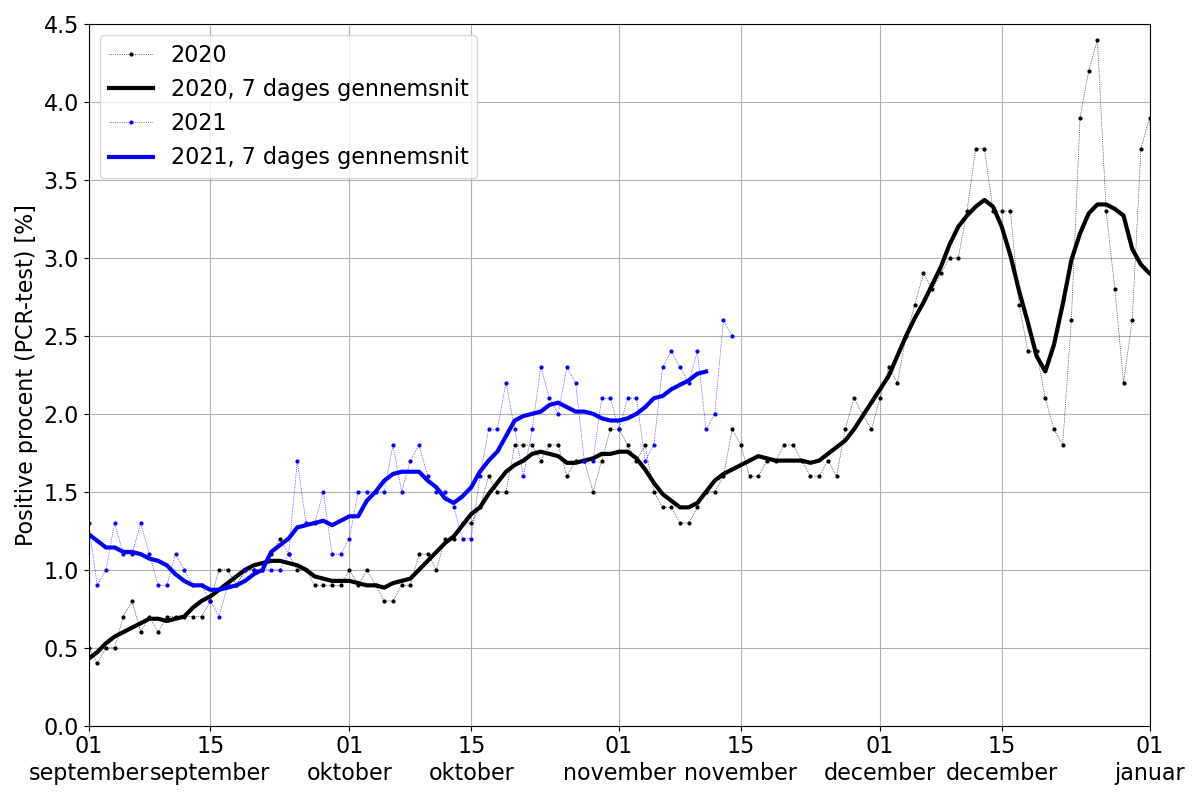 4.5
4.0
3.5
3.0
2.5
2.0
1.5
1.0
0.5
0.0
Positive procent (PCR-test) [%]
2020
2020, 7 dages gennemsnit
2021
2021, 7 dages gennemsnit
01 15 01 15 01 15 01 15 01
september september oktober oktober november november december december januar